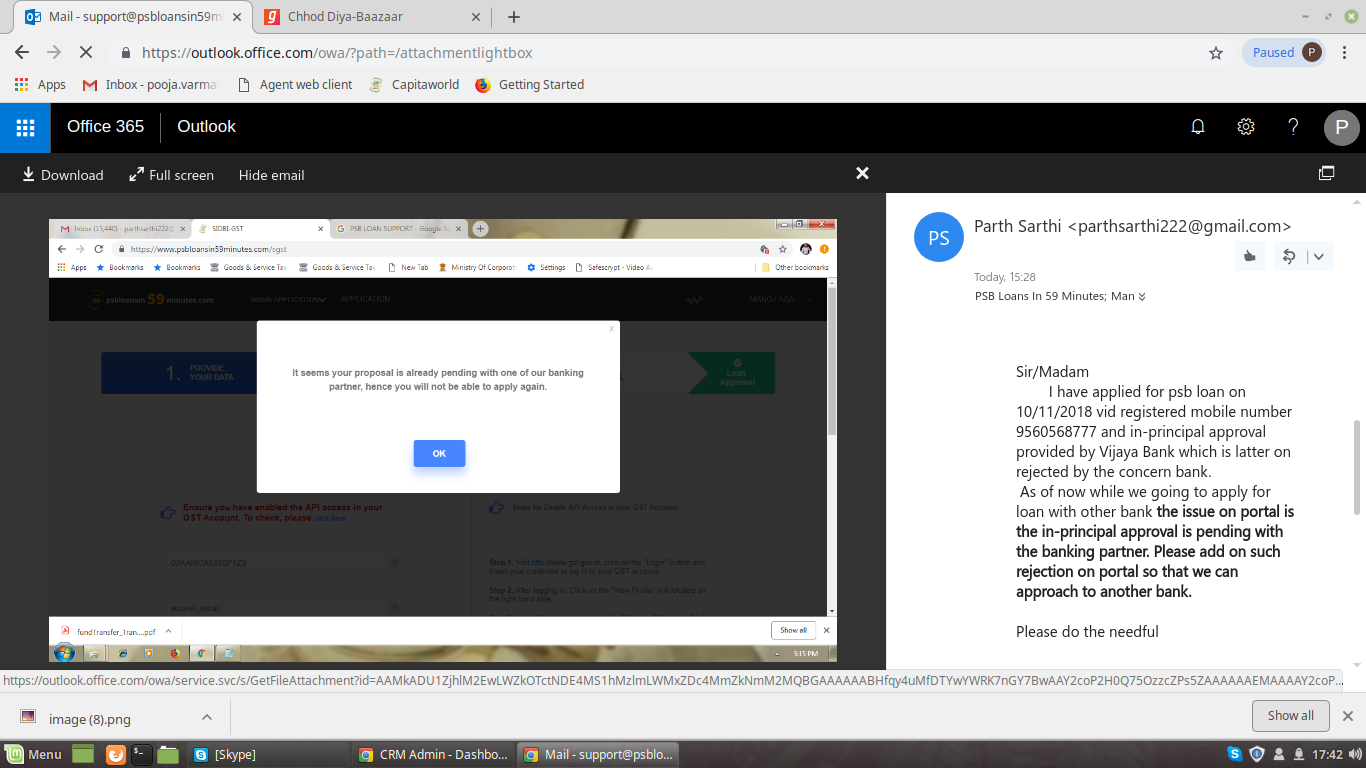 Mail - support@psbloansin59m
Chhod Diya-Baazaar
https://outlook.office.com/owa/?path=/attachmentlightbox
Paused
P
Apps
Inbox - pooja.varma
Agent web client
Capitaworld
Getting Started
Office 365
Outlook
P
Download
Full screen
Hide email
Inbox (15,440) - parthsarthi222@
SIDBI-GST
PSB LOAN SUPPORT - Google S
https://www.psbloansin59minutes.com/sgst
Apps
Bookmarks
Bookmarks
Goods & Service Tax
Goods & Service Tax
New Tab
Ministry Of Corporat
Settings
Safescrypt - Video A
Other bookmarks
psbloansin 59 minutes.com
MSME APPLICATION
APPLICATION
MANOJ AGA...
1. PROVIDE
YOUR DATA
Loan
Approval
x
It seems your proposal is already pending with one of our banking
partner, hence you will not be able to apply again.
OK
Ensure you have enabled the API access in your
GST Account. To check, please click here
Steps for Enable API Access in your GST Account.
Step 1. Visit http://www.gst.gov.in, click on the "Login" button and
insert your credential to log in to your GST account
Step 2. After logging in, Click on the "View Profile" link located on
the right hand side.
access_infrac
fundTransfer_Tran....pdf
Show all
3:15 PM
PS
Parth Sarthi <parthsarthi222@gmail.com>
Today, 15:28
PSB Loans In 59 Minutes; Man
Sir/Madam
I have applied for psb loan on
10/11/2018 vid registered mobile number
9560568777 and in-principal approval
provided by Vijaya Bank which is latter on
rejected by the concern bank.
As of now while we going to apply for
loan with other bank the issue on portal is
the in-principal approval is pending with
the banking partner. Please add on such
rejection on portal so that we can
approach to another bank.
Please do the needful
https://outlook.office.com/owa/service.svc/s/GetFileAttachment?id=AAMkADU1ZjhlM2EwLWZkOTctNDE4MS1hMzlmLWMxZDc4MmZkNmM2MQBGAAAAAABHfqy4uMfDTYwYWRK7nGY7BwAAY2coP2H0Q75OzzcZPs5ZAAAAAAEMAAAAY2coP...
image (8).png
Show all
Menu
[Skype]
CRM Admin - Dashbo...
Mail - support@psblo...
17:42